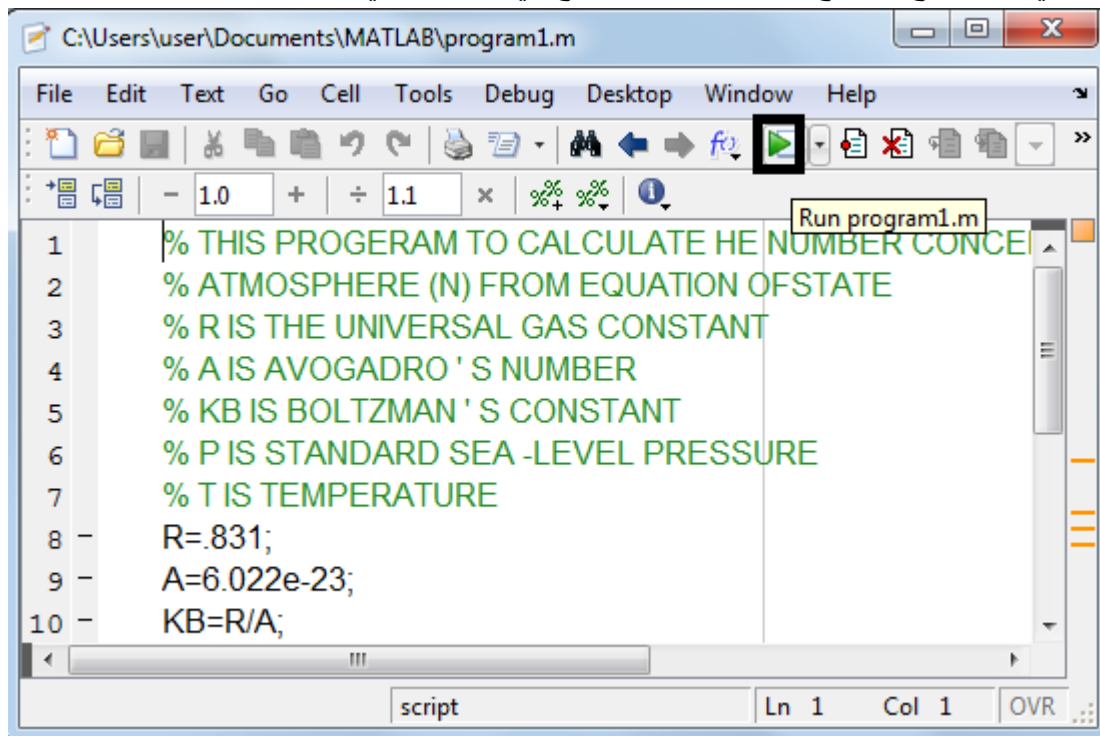 C:\Users\user\Documents\MATLAB\program1.m
File Edit Text Go Cell Tools Debug Desktop Window Help
- 1.0 + ÷ 1.1 ×
Run program1.m
1 % THIS PROGERAM TO CALCULATE HE NUMBER CONCE
2 % ATMOSPHERE (N) FROM EQUATION OFSTATE
3 % R IS THE UNIVERSAL GAS CONSTANT
4 % A IS AVOGADRO ' S NUMBER
5 % KB IS BOLTZMAN ' S CONSTANT
6 % P IS STANDARD SEA -LEVEL PRESSURE
7 % T IS TEMPERATURE
8 – R=.831;
9 – A=6.022e-23;
10 – KB=R/A;
script Ln 1 Col 1 OVR